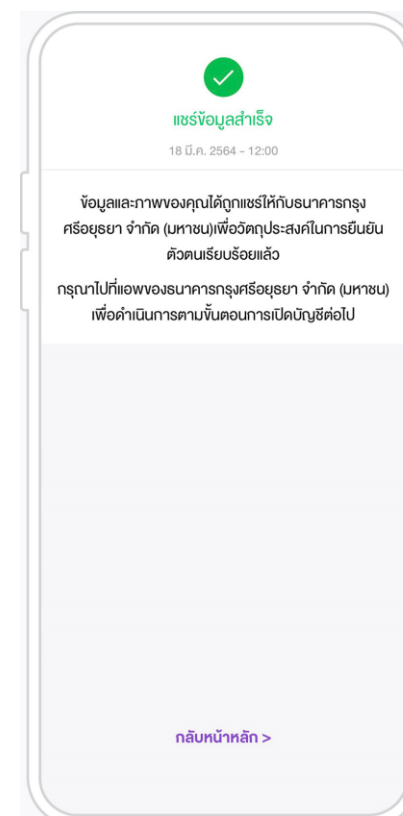 แชร์ข้อมูลสำเร็จ
18 มี.ค. 2564 - 12:00
ข้อมูลและภาพของคุณได้ถูกแชร์ให้กับธนาคารกรุง
ศรีอยุธยา จำกัด (มหาชน)เพื่อวัตถุประสงค์ในการยืนยัน
ตัวตนเรียบร้อยแล้ว
กรุณาไปที่แอพของธนาคารกรุงศรีอยุธยา จำกัด (มหาชน)
เพื่อดำเนินการตามขั้นตอนการเปิดบัญชีต่อไป
กลับหน้าหลัก >